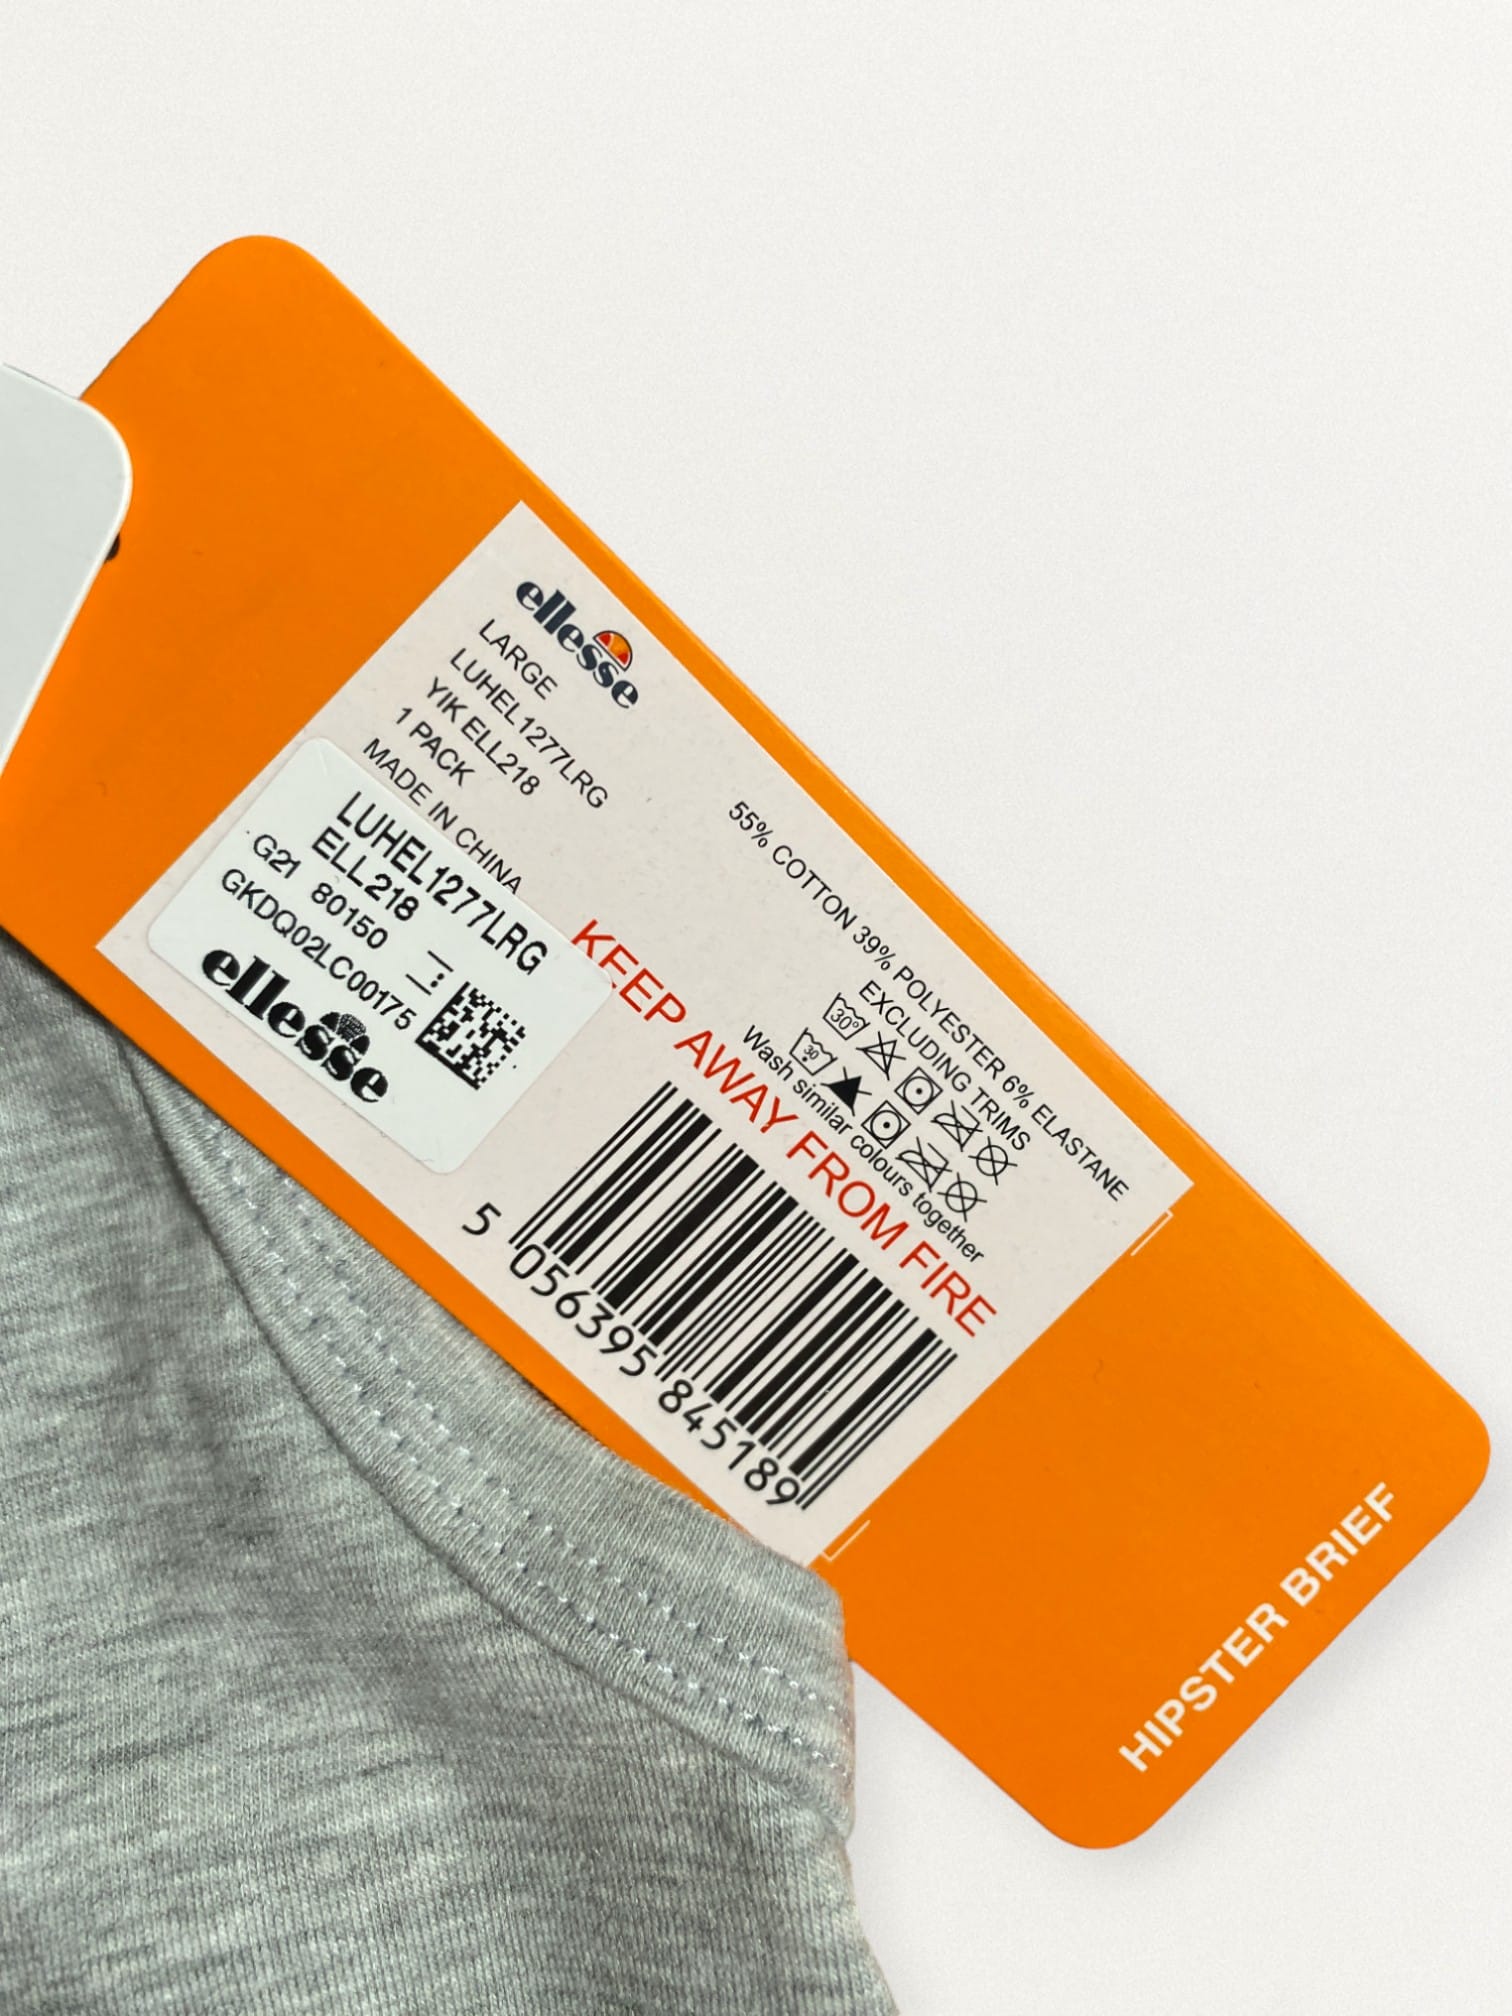 ellesse
LARGE
LUHEL1277LRG
YIK ELL218
1 PACK
MADE IN CHINA
LUHEL1277LRG
ELL218
G21 80150
GKDQ02LC00175
ellesse
55% COTTON 39% POLYESTER 6% ELASTANE
EXCLUDING TRIMS
30°
30
Wash similar colours together
KEEP AWAY FROM FIRE
5 056395 845189
HIPSTER BRIEF